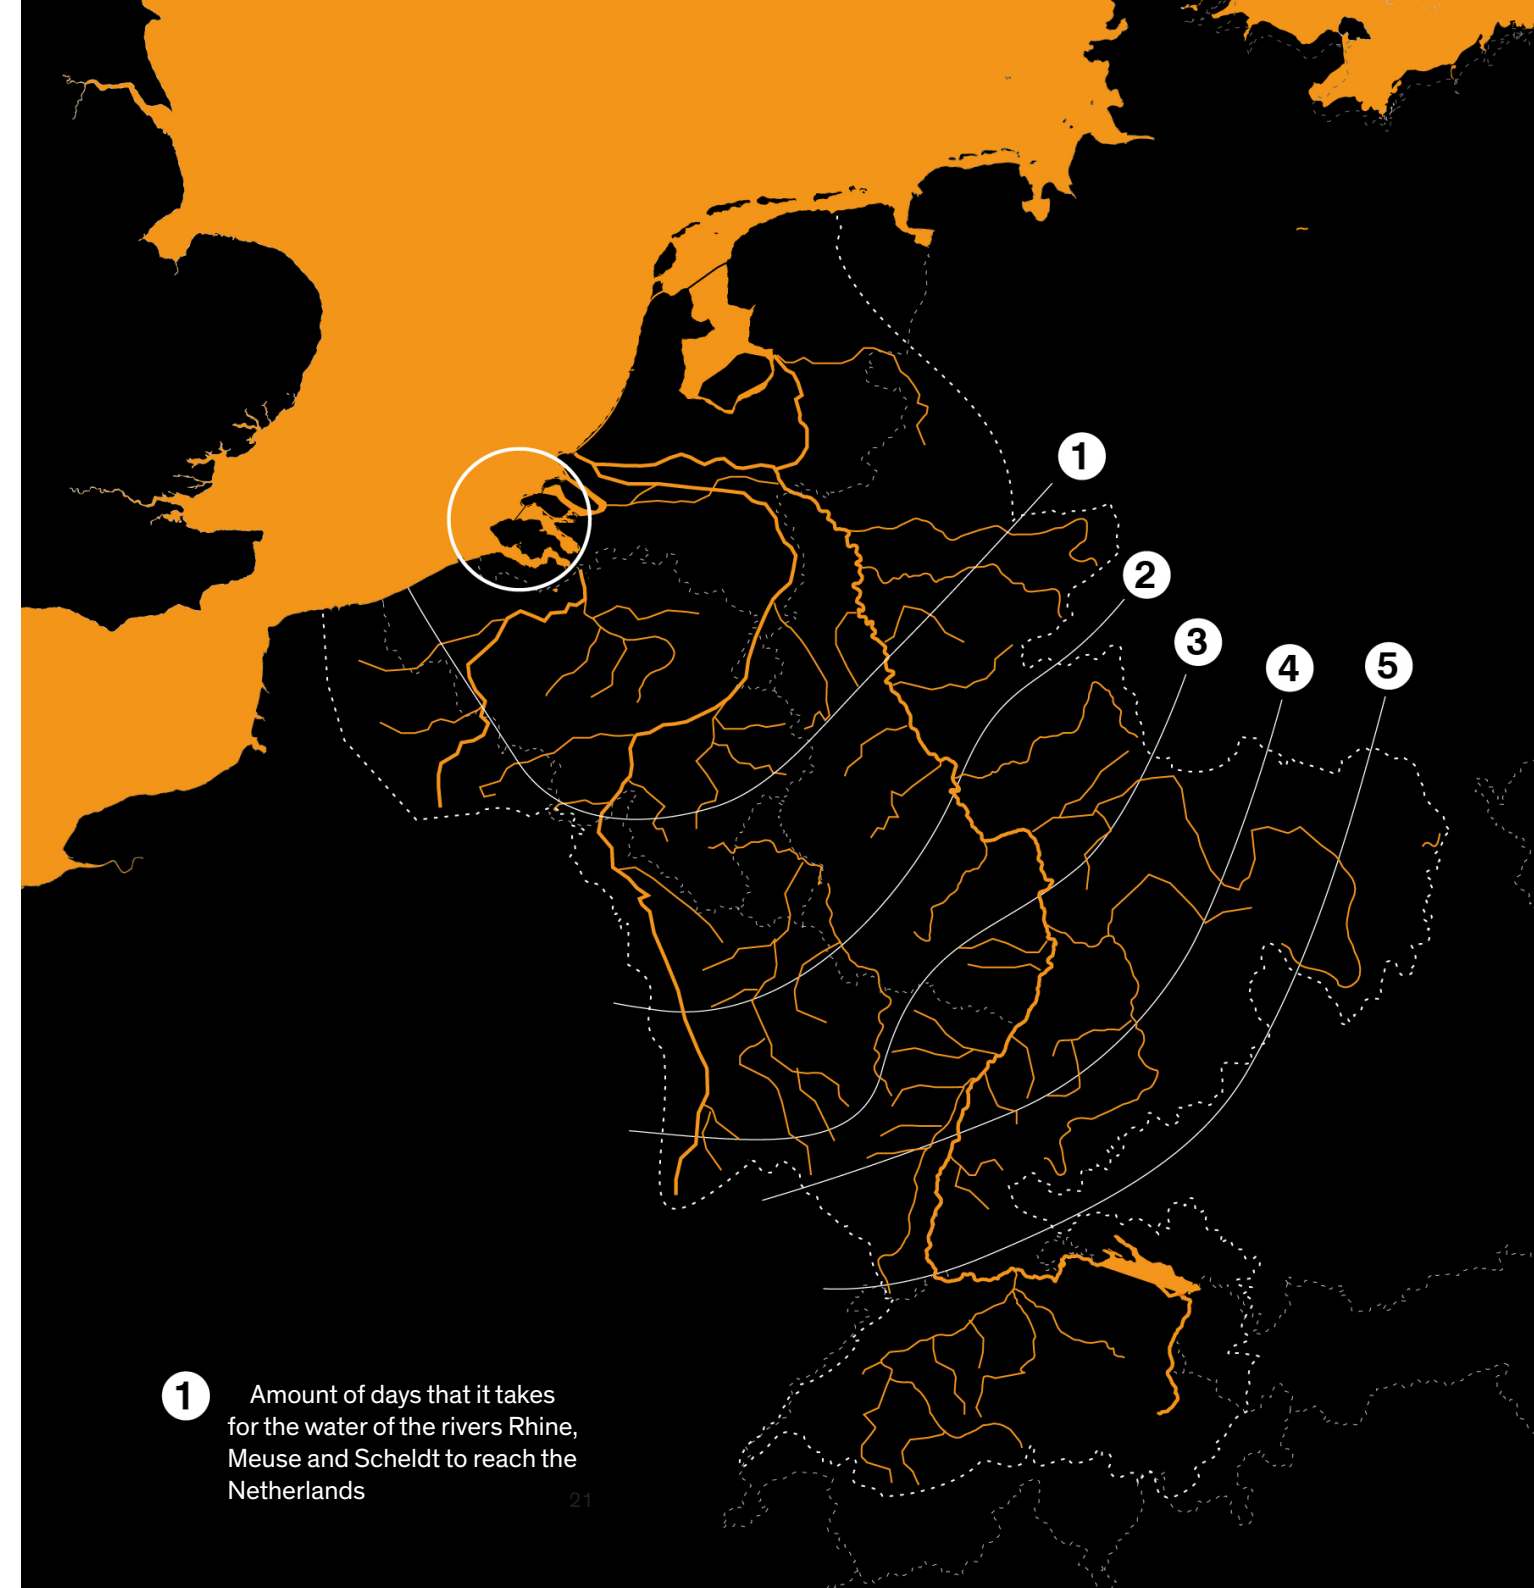 1
2
3
4
5
1 Amount of days that it takes
for the water of the rivers Rhine,
Meuse and Scheldt to reach the
Netherlands
21